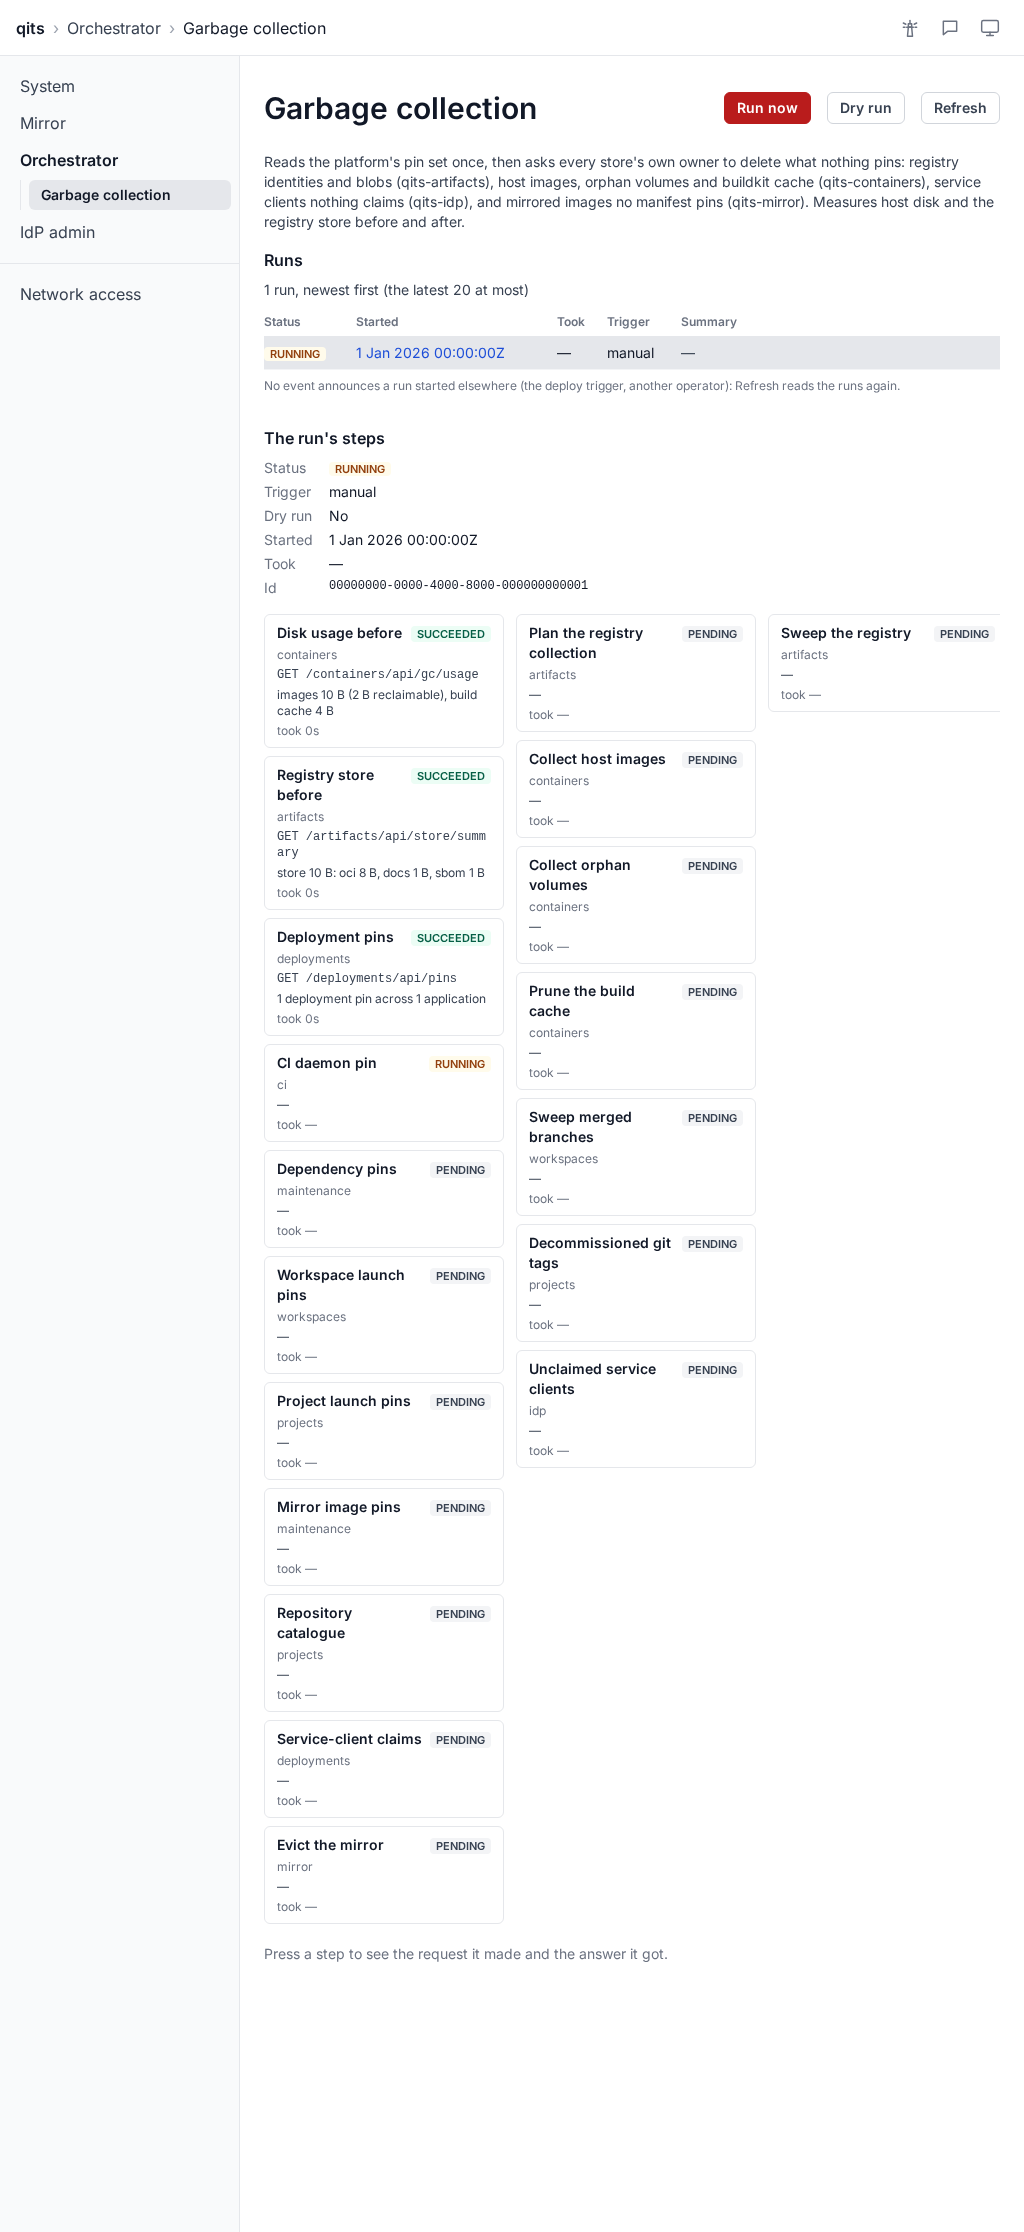 qits › Orchestrator › Garbage collection
System
Mirror
Orchestrator
Garbage collection
IdP admin
Network access
Garbage collection
Run now
Dry run
Refresh
Reads the platform's pin set once, then asks every store's own owner to delete what nothing pins: registry
identities and blobs (qits-artifacts), host images, orphan volumes and buildkit cache (qits-containers), service
clients nothing claims (qits-idp), and mirrored images no manifest pins (qits-mirror). Measures host disk and the
registry store before and after.
Runs
1 run, newest first (the latest 20 at most)
Status Started Took Trigger Summary
RUNNING 1 Jan 2026 00:00:00Z — manual —
No event announces a run started elsewhere (the deploy trigger, another operator): Refresh reads the runs again.
The run's steps
Status RUNNING
Trigger manual
Dry run No
Started 1 Jan 2026 00:00:00Z
Took —
Id 00000000-0000-4000-8000-000000000001
Disk usage before SUCCEEDED
containers
GET /containers/api/gc/usage
images 10 B (2 B reclaimable), build
cache 4 B
took 0s
Registry store SUCCEEDED
before
artifacts
GET /artifacts/api/store/summ
ary
store 10 B: oci 8 B, docs 1 B, sbom 1 B
took 0s
Deployment pins SUCCEEDED
deployments
GET /deployments/api/pins
1 deployment pin across 1 application
took 0s
CI daemon pin RUNNING
ci
—
took —
Dependency pins PENDING
maintenance
—
took —
Workspace launch PENDING
pins
workspaces
—
took —
Project launch pins PENDING
projects
—
took —
Mirror image pins PENDING
maintenance
—
took —
Repository PENDING
catalogue
projects
—
took —
Service-client claims PENDING
deployments
—
took —
Evict the mirror PENDING
mirror
—
took —
Plan the registry PENDING
collection
artifacts
—
took —
Collect host images PENDING
containers
—
took —
Collect orphan PENDING
volumes
containers
—
took —
Prune the build PENDING
cache
containers
—
took —
Sweep merged PENDING
branches
workspaces
—
took —
Decommissioned git PENDING
tags
projects
—
took —
Unclaimed service PENDING
clients
idp
—
took —
Sweep the registry PENDING
artifacts
—
took —
Press a step to see the request it made and the answer it got.